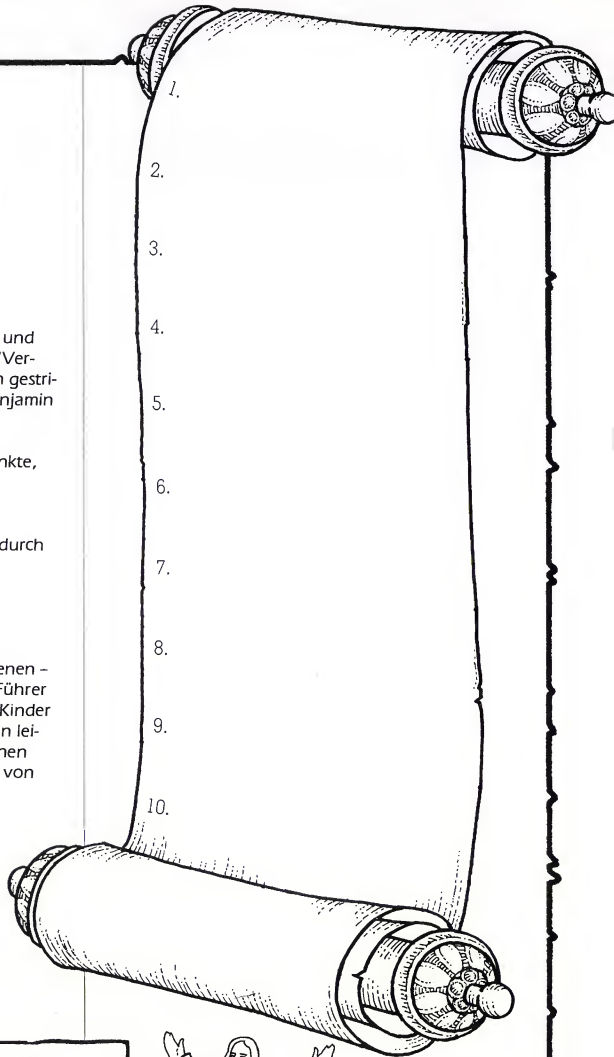 und
"Ver-
gestri-
njamin
nkte,
durch
enen –
Führer
Kinder
n lei-
nen
von
1.
2.
3.
4.
5.
6.
7.
8.
9.
10.